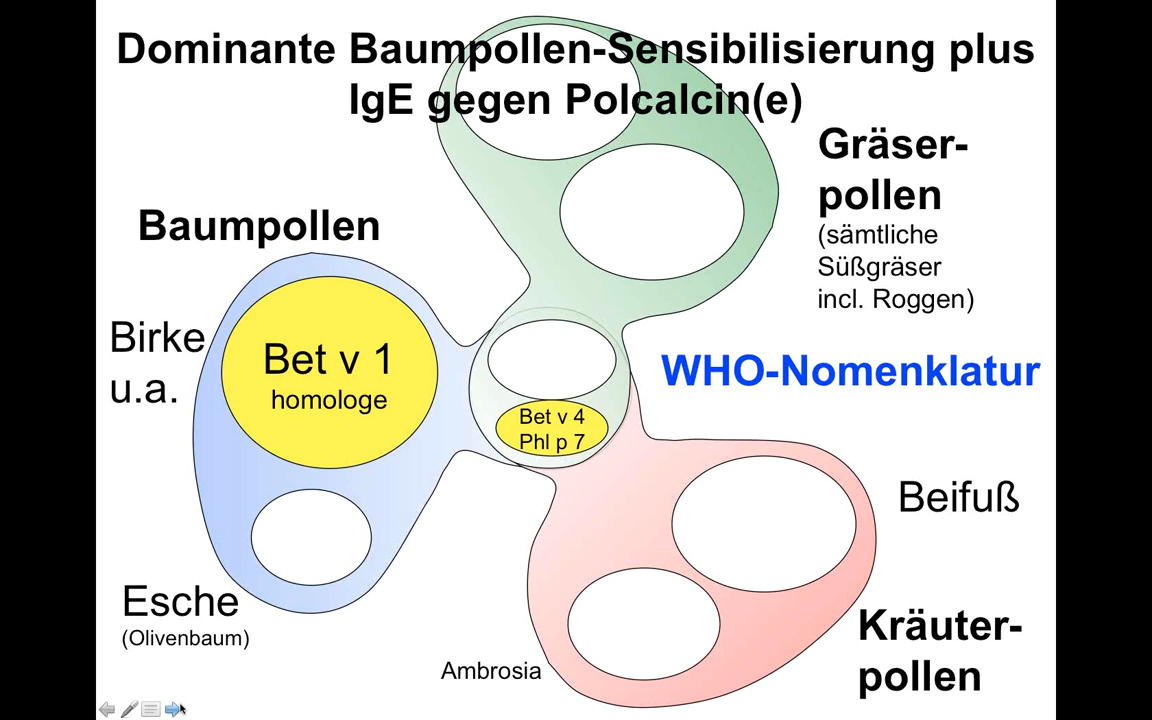 Dominante Baumpollen-Sensibilisierung plus
IgE gegen Polcalcin(e)
Gräser-
pollen
(sämtliche
Süßgräser
incl. Roggen)
Baumpollen
Birke
u.a.
Bet v 1
homologe
WHO-Nomenklatur
Bet v 4
Phl p 7
Beifuß
Esche
(Olivenbaum)
Kräuter-
pollen
Ambrosia